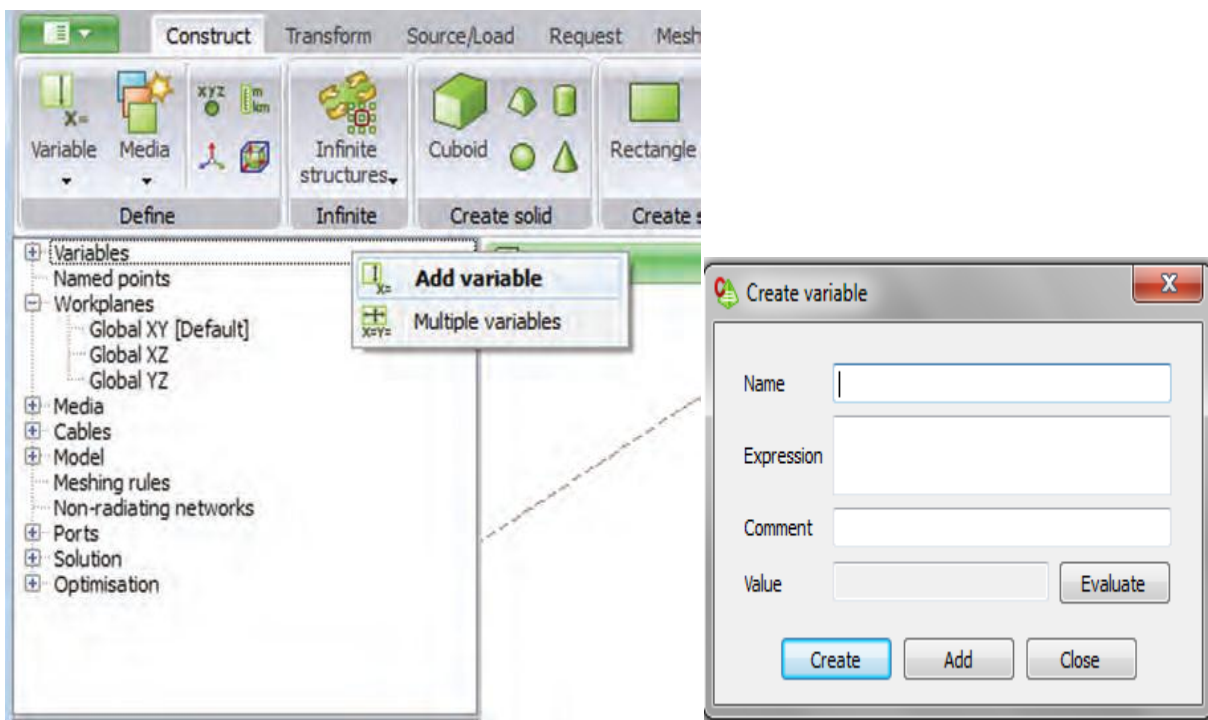 Construct Transform Source/Load Request Mesh
X=
xyz m
km
Variable Media
Infinite
structures
Cuboid
Rectangle
Define Infinite Create solid Create s
Variables
Named points
Workplanes
Global XY [Default]
Global XZ
Global YZ
Media
Cables
Model
Meshing rules
Non-radiating networks
Ports
Solution
Optimisation
X=
Add variable
X=Y=
Multiple variables
Create variable
X
Name
Expression
Comment
Value
Evaluate
Create Add Close